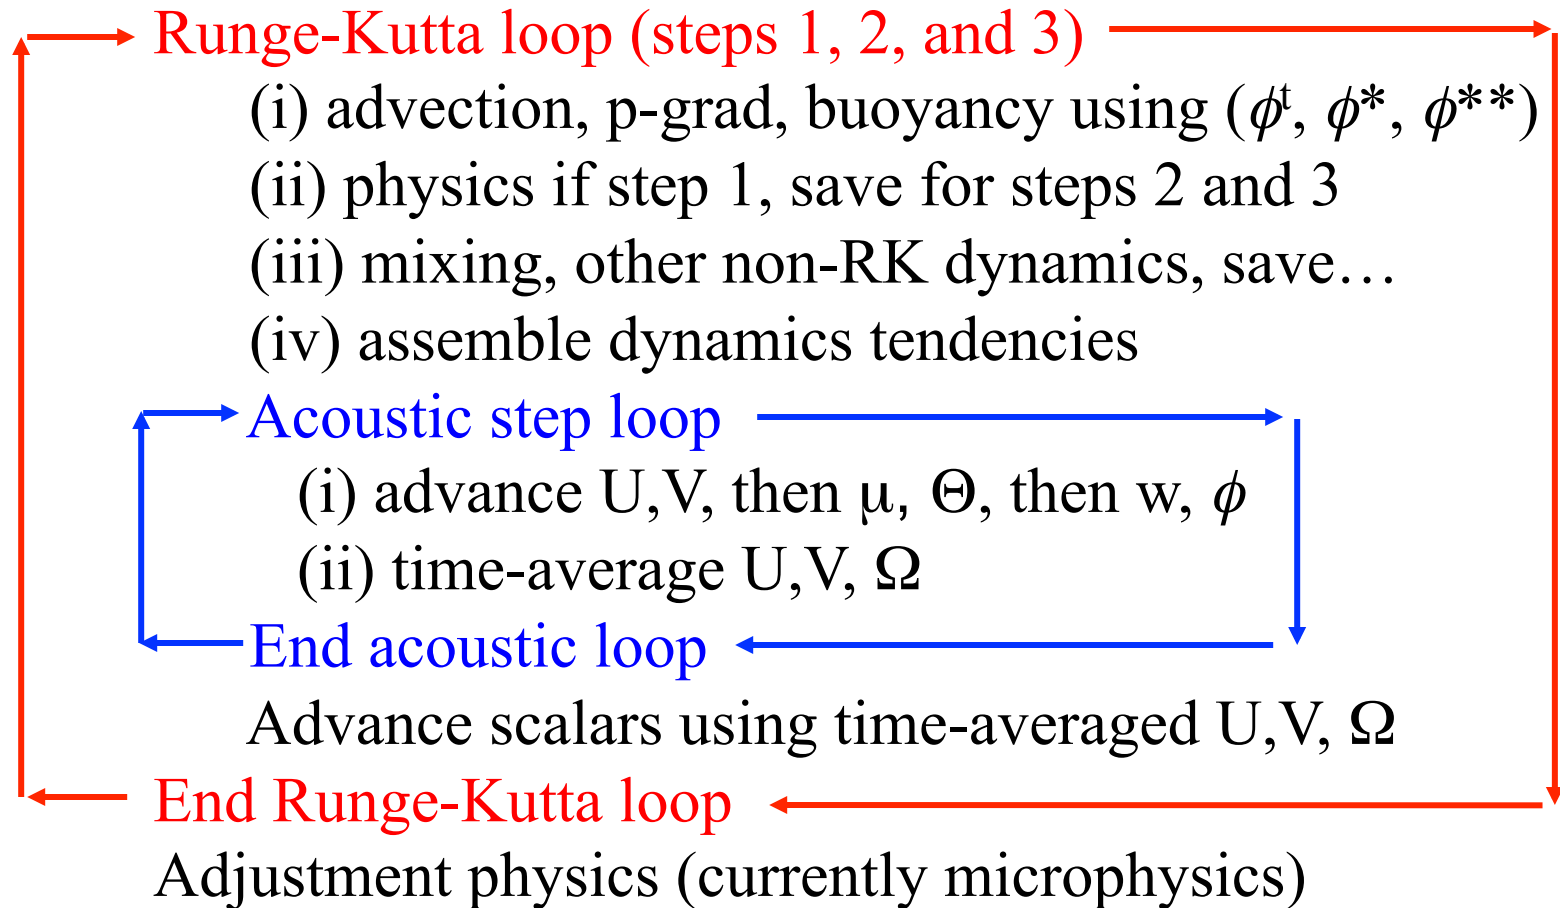 Runge-Kutta loop (steps 1, 2, and 3)
(i) advection, p-grad, buoyancy using (ϕᵗ, ϕ*, ϕ**)
(ii) physics if step 1, save for steps 2 and 3
(iii) mixing, other non-RK dynamics, save…
(iv) assemble dynamics tendencies
Acoustic step loop
(i) advance U,V, then μ, Θ, then w, ϕ
(ii) time-average U,V, Ω
End acoustic loop
Advance scalars using time-averaged U,V, Ω
End Runge-Kutta loop
Adjustment physics (currently microphysics)